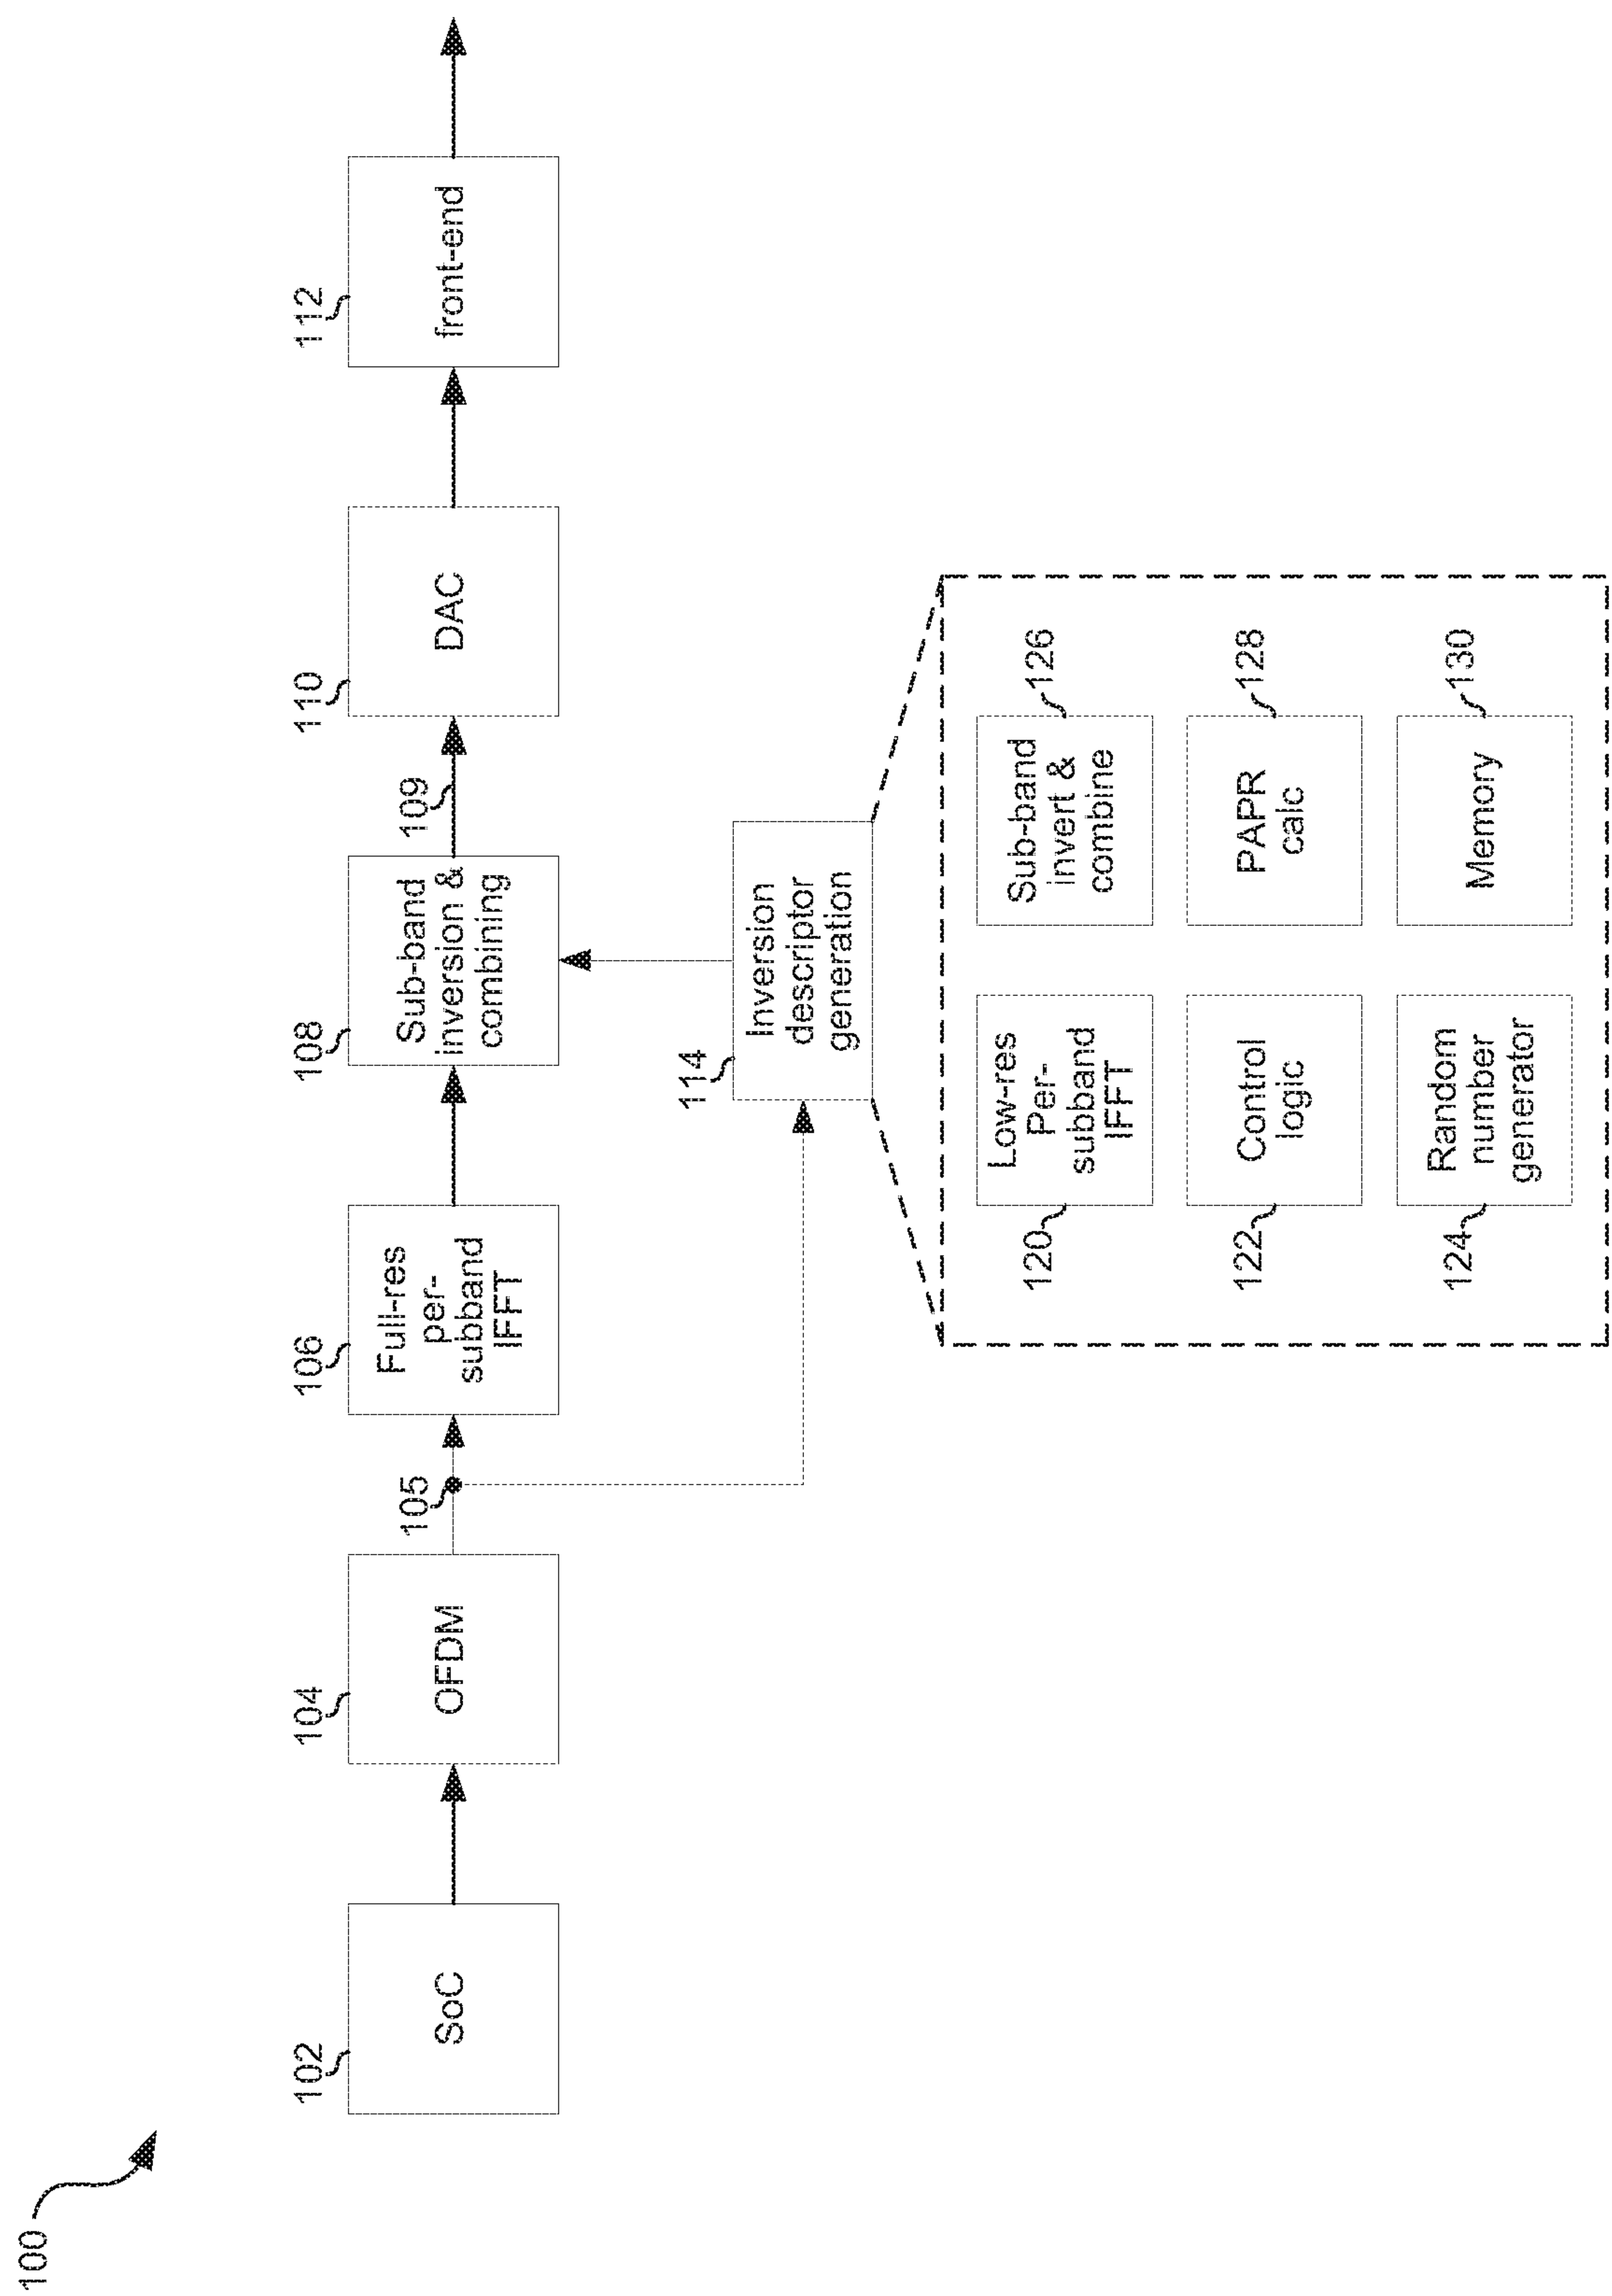 100
102
SoC
104
OFDM
105
106
Full-res
per-
subband
IFFT
108
Sub-band
inversion &
combining
109
110
DAC
112
front-end
114
Inversion
descriptor
generation
120
Low-res
Per-
subband
IFFT
126
Sub-band
invert &
combine
122
Control
logic
128
PAPR
calc
124
Random
number
generator
130
Memory